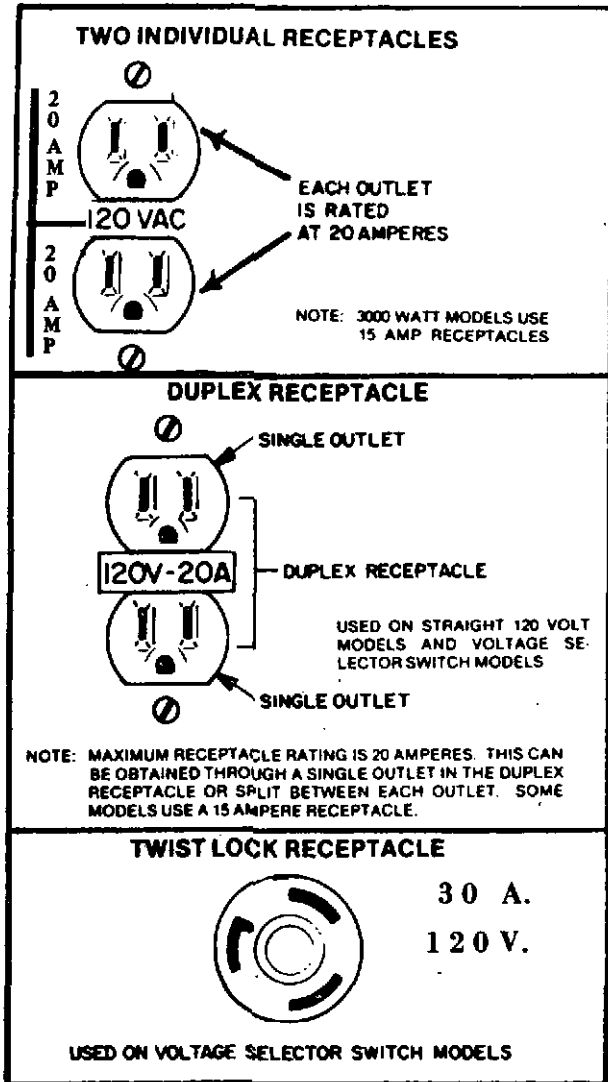 TWO INDIVIDUAL RECEPTACLES
20 AMP
120 VAC
20 AMP
EACH OUTLET
IS RATED
AT 20 AMPERES
NOTE: 3000 WATT MODELS USE
15 AMP RECEPTACLES
DUPLEX RECEPTACLE
SINGLE OUTLET
120V-20A
DUPLEX RECEPTACLE
USED ON STRAIGHT 120 VOLT
MODELS AND VOLTAGE SE-
LECTOR SWITCH MODELS
SINGLE OUTLET
NOTE: MAXIMUM RECEPTACLE RATING IS 20 AMPERES. THIS CAN
BE OBTAINED THROUGH A SINGLE OUTLET IN THE DUPLEX
RECEPTACLE OR SPLIT BETWEEN EACH OUTLET. SOME
MODELS USE A 15 AMPERE RECEPTACLE.
TWIST LOCK RECEPTACLE
30 A.
120V.
USED ON VOLTAGE SELECTOR SWITCH MODELS